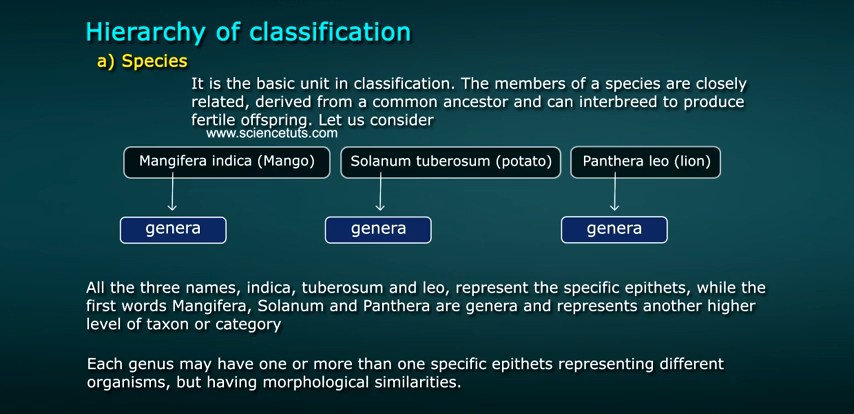 Hierarchy of classification
a) Species
It is the basic unit in classification. The members of a species are closely
related, derived from a common ancestor and can interbreed to produce
fertile offspring. Let us consider
www.sciencetuts.com
Mangifera indica (Mango)
Solanum tuberosum (potato)
Panthera leo (lion)
genera
genera
genera
All the three names, indica, tuberosum and leo, represent the specific epithets, while the
first words Mangifera, Solanum and Panthera are genera and represents another higher
level of taxon or category
Each genus may have one or more than one specific epithets representing different
organisms, but having morphological similarities.